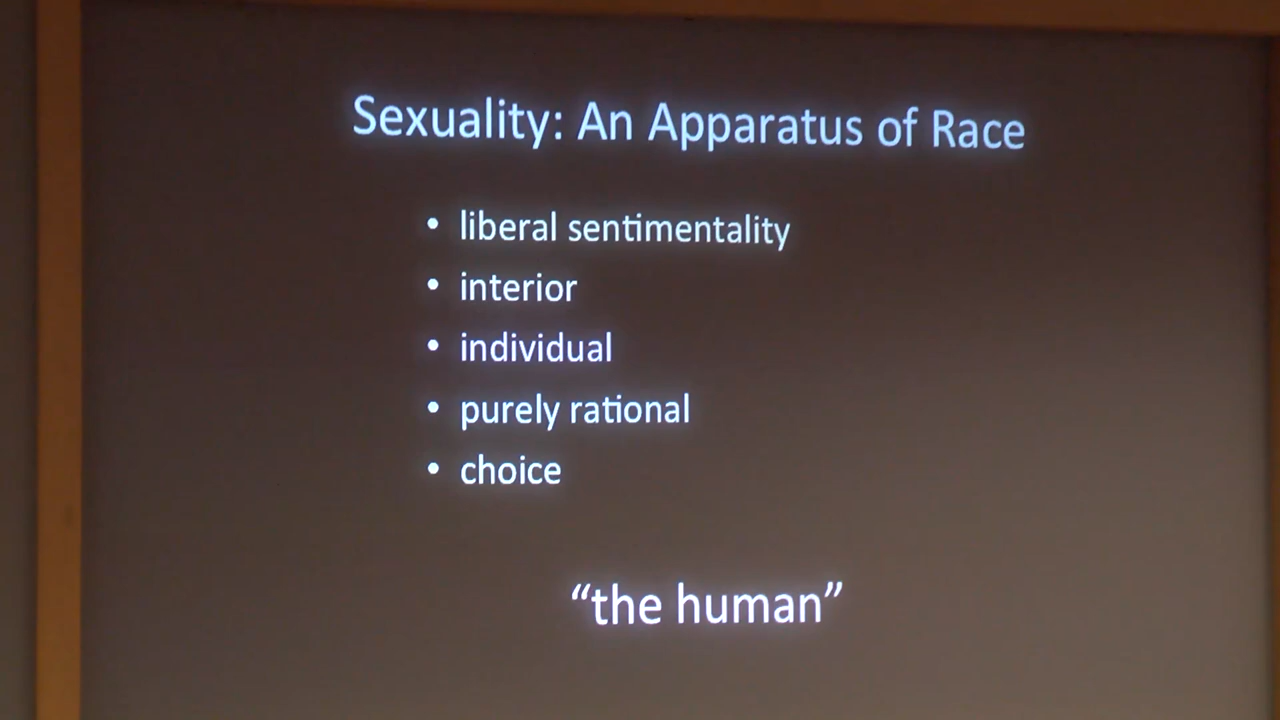 Sexuality: An Apparatus of Race
• liberal sentimentality
• interior
• individual
• purely rational
• choice
“the human”